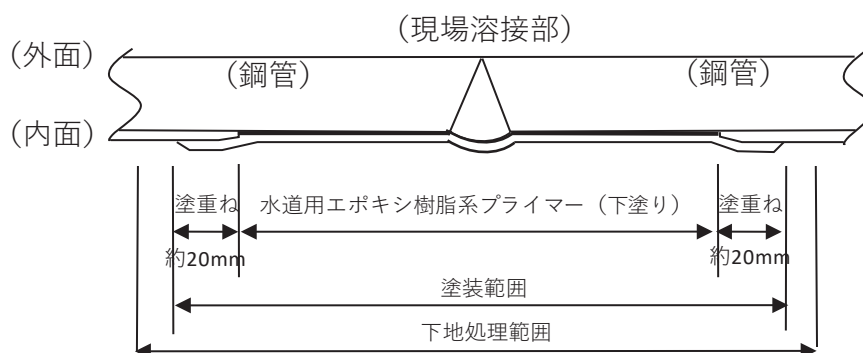 (現場溶接部)
(外面)
(鋼管) (鋼管)
(内面)
塗重ね 水道用エポキシ樹脂系プライマー（下塗り） 塗重ね
約20mm 約20mm
塗装範囲
下地処理範囲